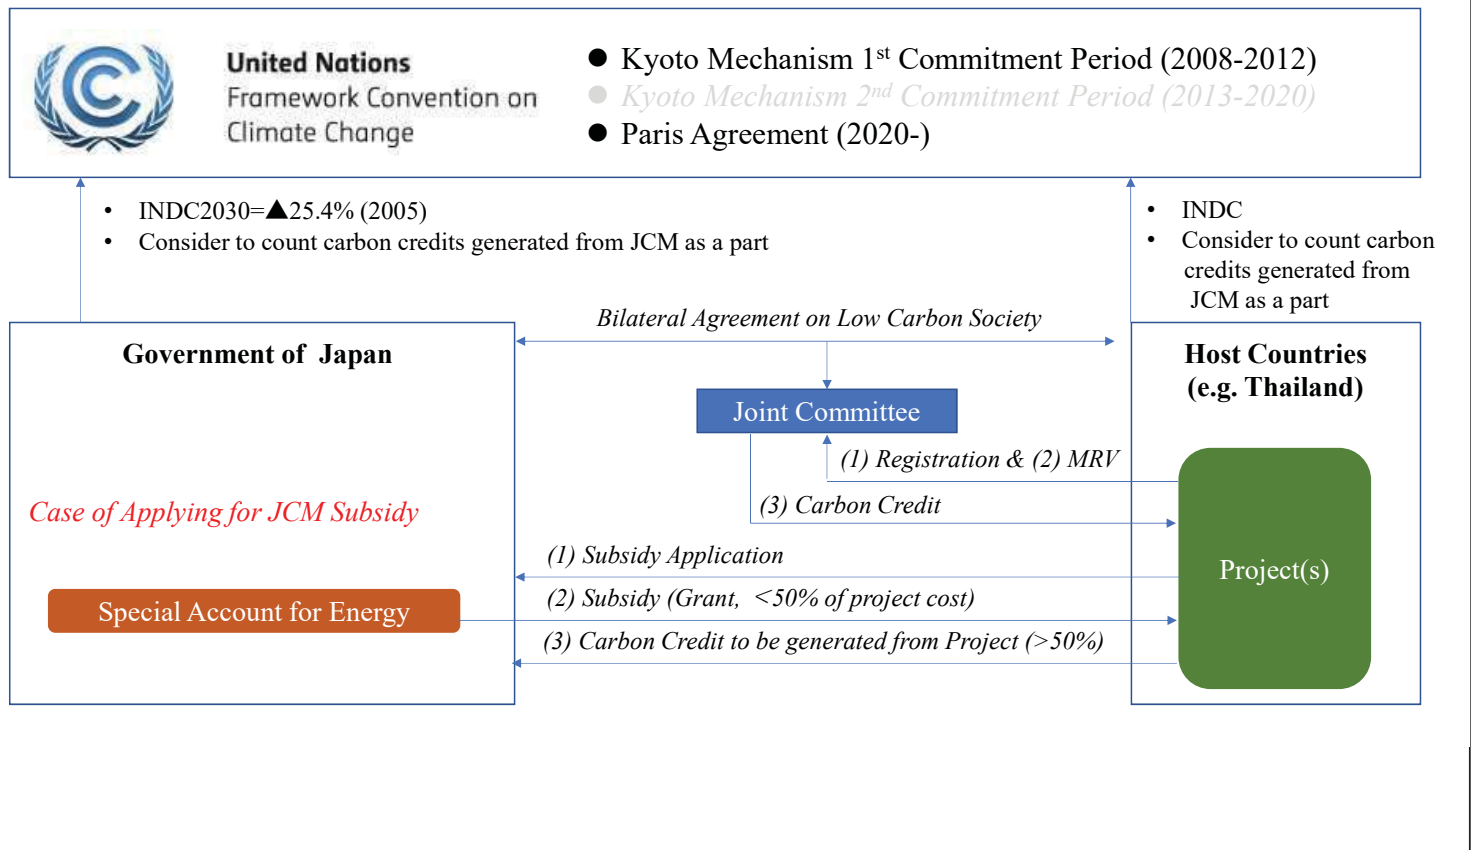 United Nations
Framework Convention on
Climate Change
● Kyoto Mechanism 1st Commitment Period (2008-2012)
● Kyoto Mechanism 2nd Commitment Period (2013-2020)
● Paris Agreement (2020-)
• INDC2030=▲25.4% (2005)
• Consider to count carbon credits generated from JCM as a part
• INDC
• Consider to count carbon
credits generated from
JCM as a part
Bilateral Agreement on Low Carbon Society
Government of Japan
Host Countries
(e.g. Thailand)
Joint Committee
(1) Registration & (2) MRV
(3) Carbon Credit
Case of Applying for JCM Subsidy
(1) Subsidy Application
Project(s)
Special Account for Energy
(2) Subsidy (Grant, <50% of project cost)
(3) Carbon Credit to be generated from Project (>50%)